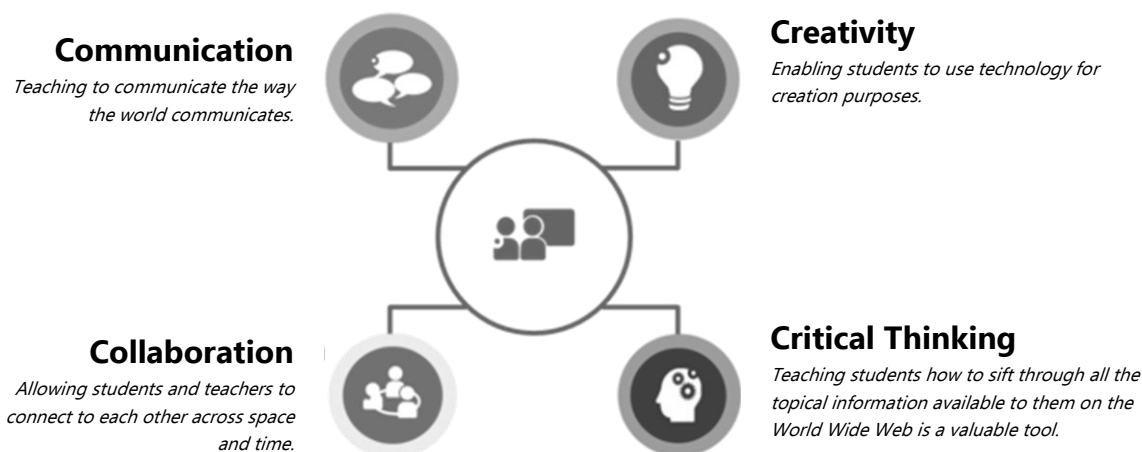 Communication
Teaching to communicate the way
the world communicates.
Creativity
Enabling students to use technology for
creation purposes.
Collaboration
Allowing students and teachers to
connect to each other across space
and time.
Critical Thinking
Teaching students how to sift through all the
topical information available to them on the
World Wide Web is a valuable tool.